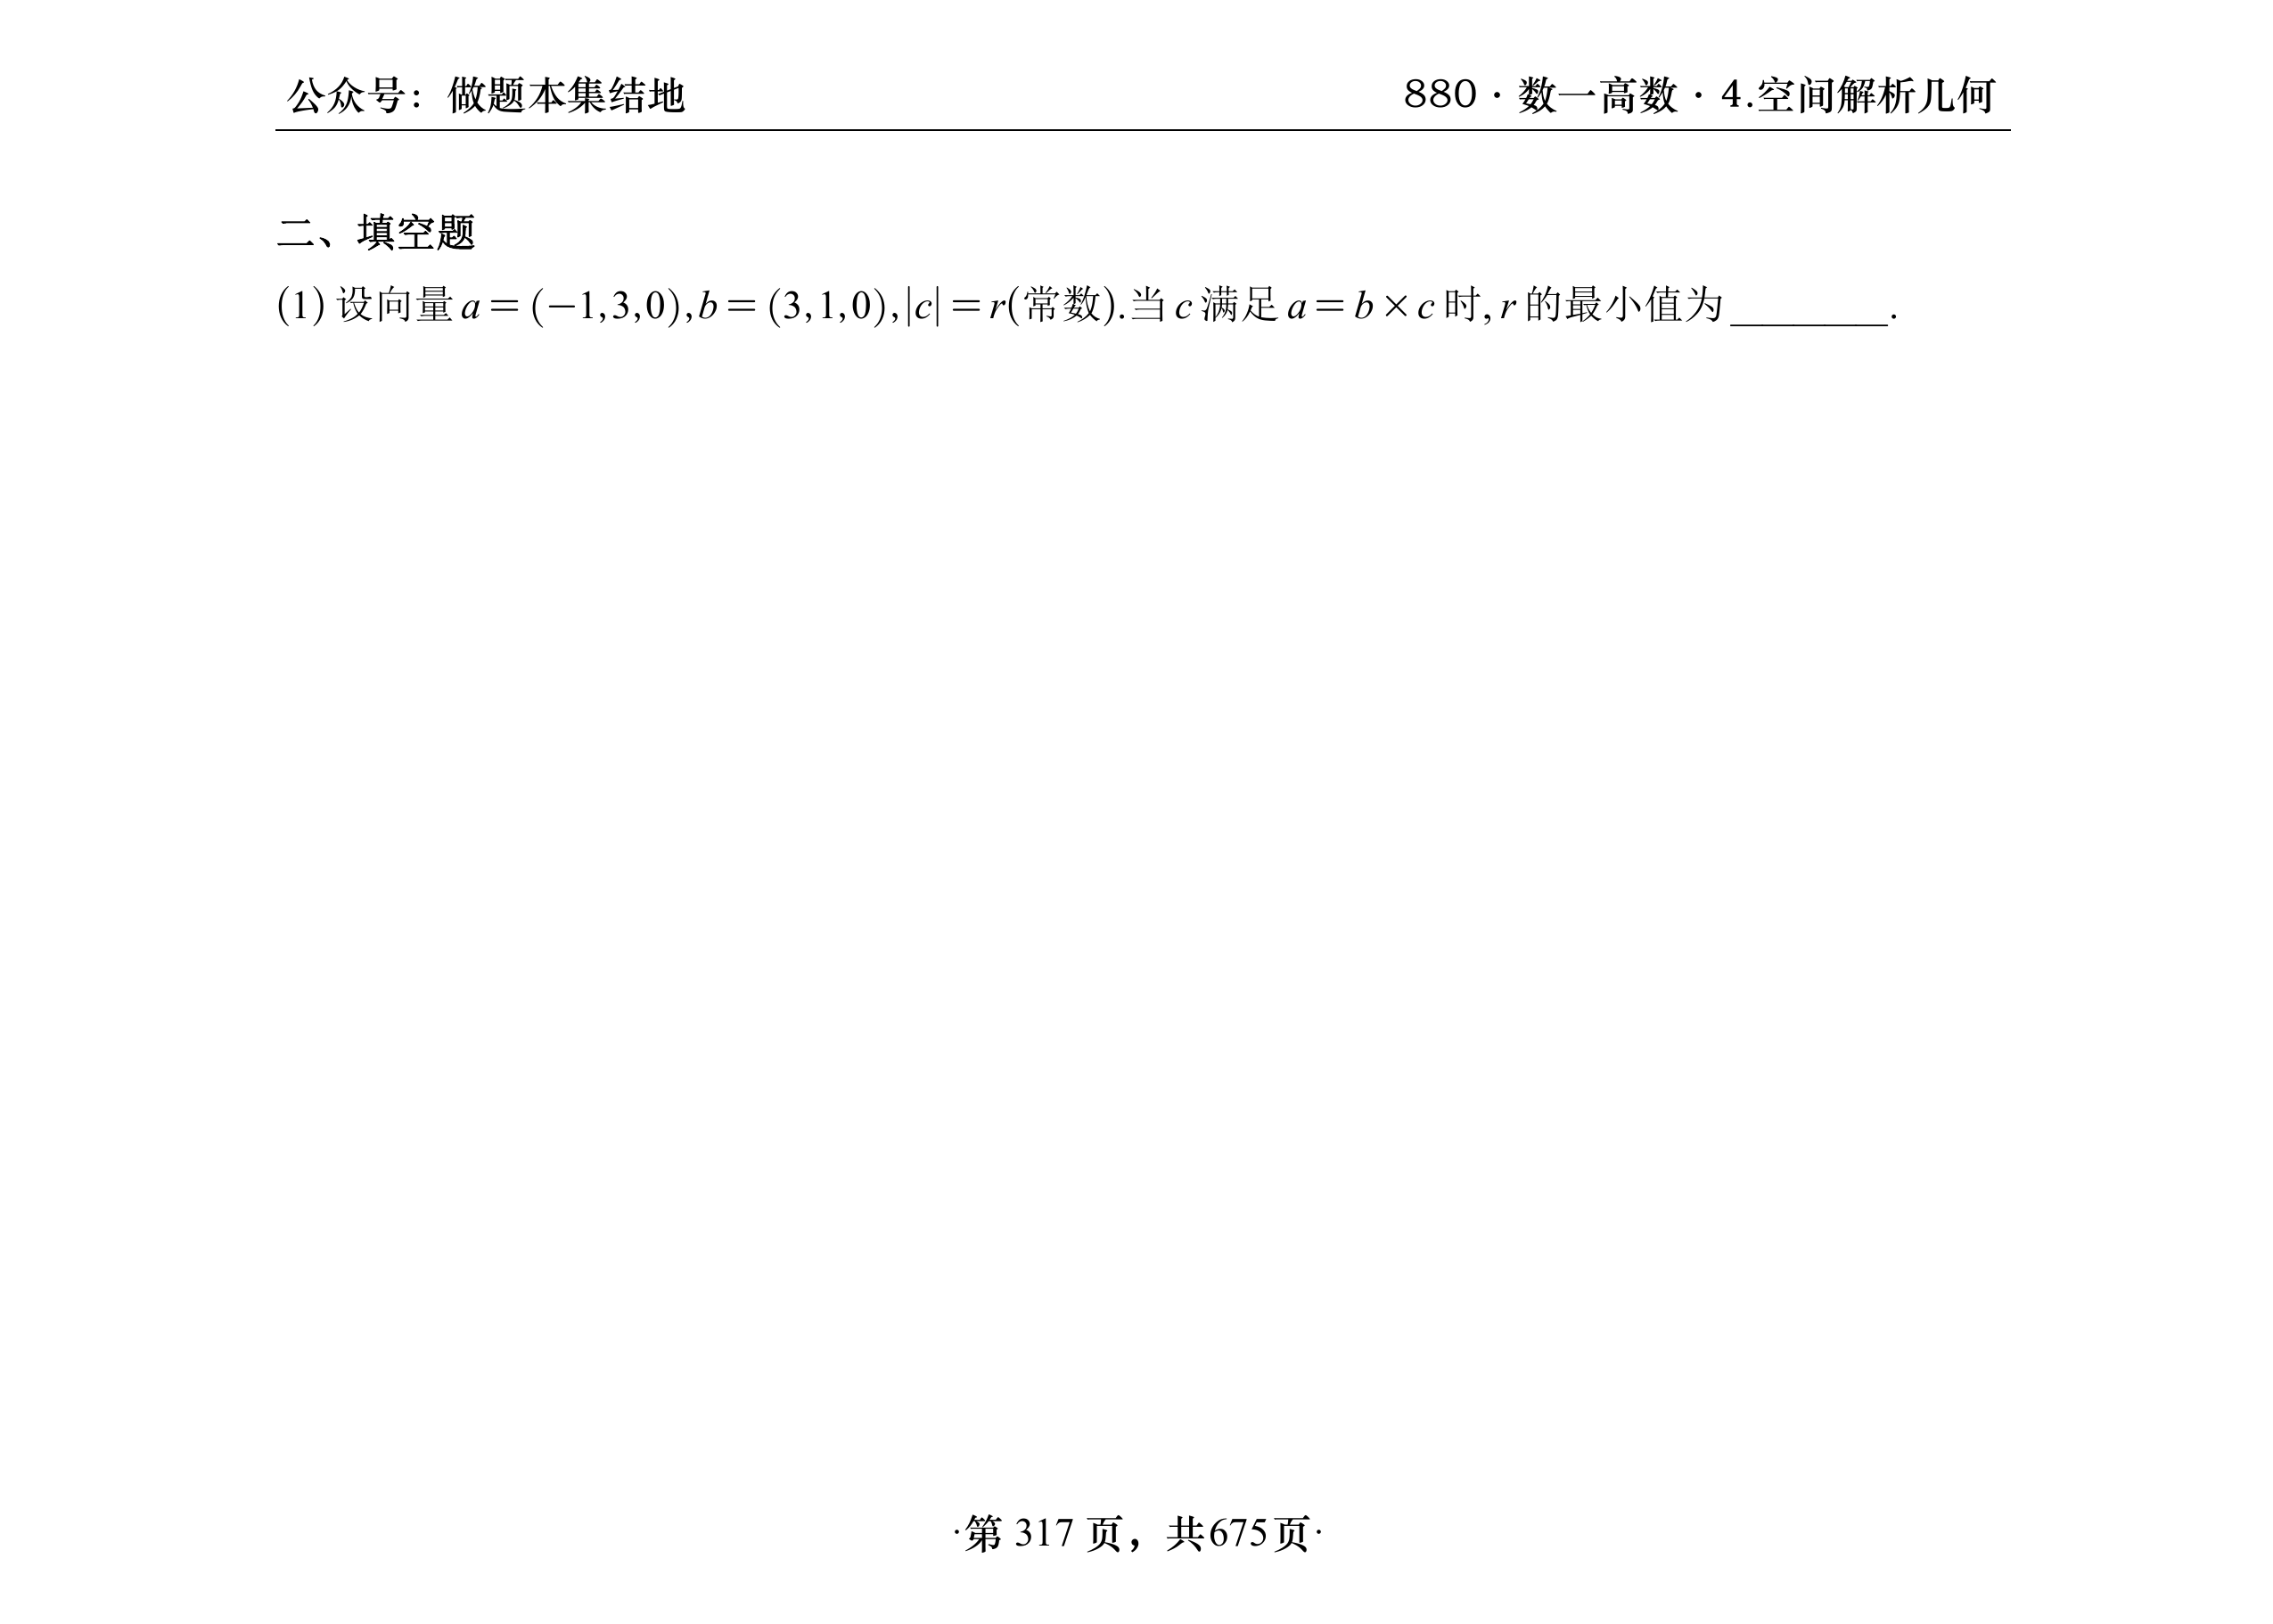 公众号：做题本集结地
880·数一高数·4.空间解析几何
二、填空题
(1) 设向量 a＝(－1,3,0),b＝(3,1,0),|c|＝r(常数).当 c 满足 a＝b×c 时,r 的最小值为________.
·第 317 页，共675页·